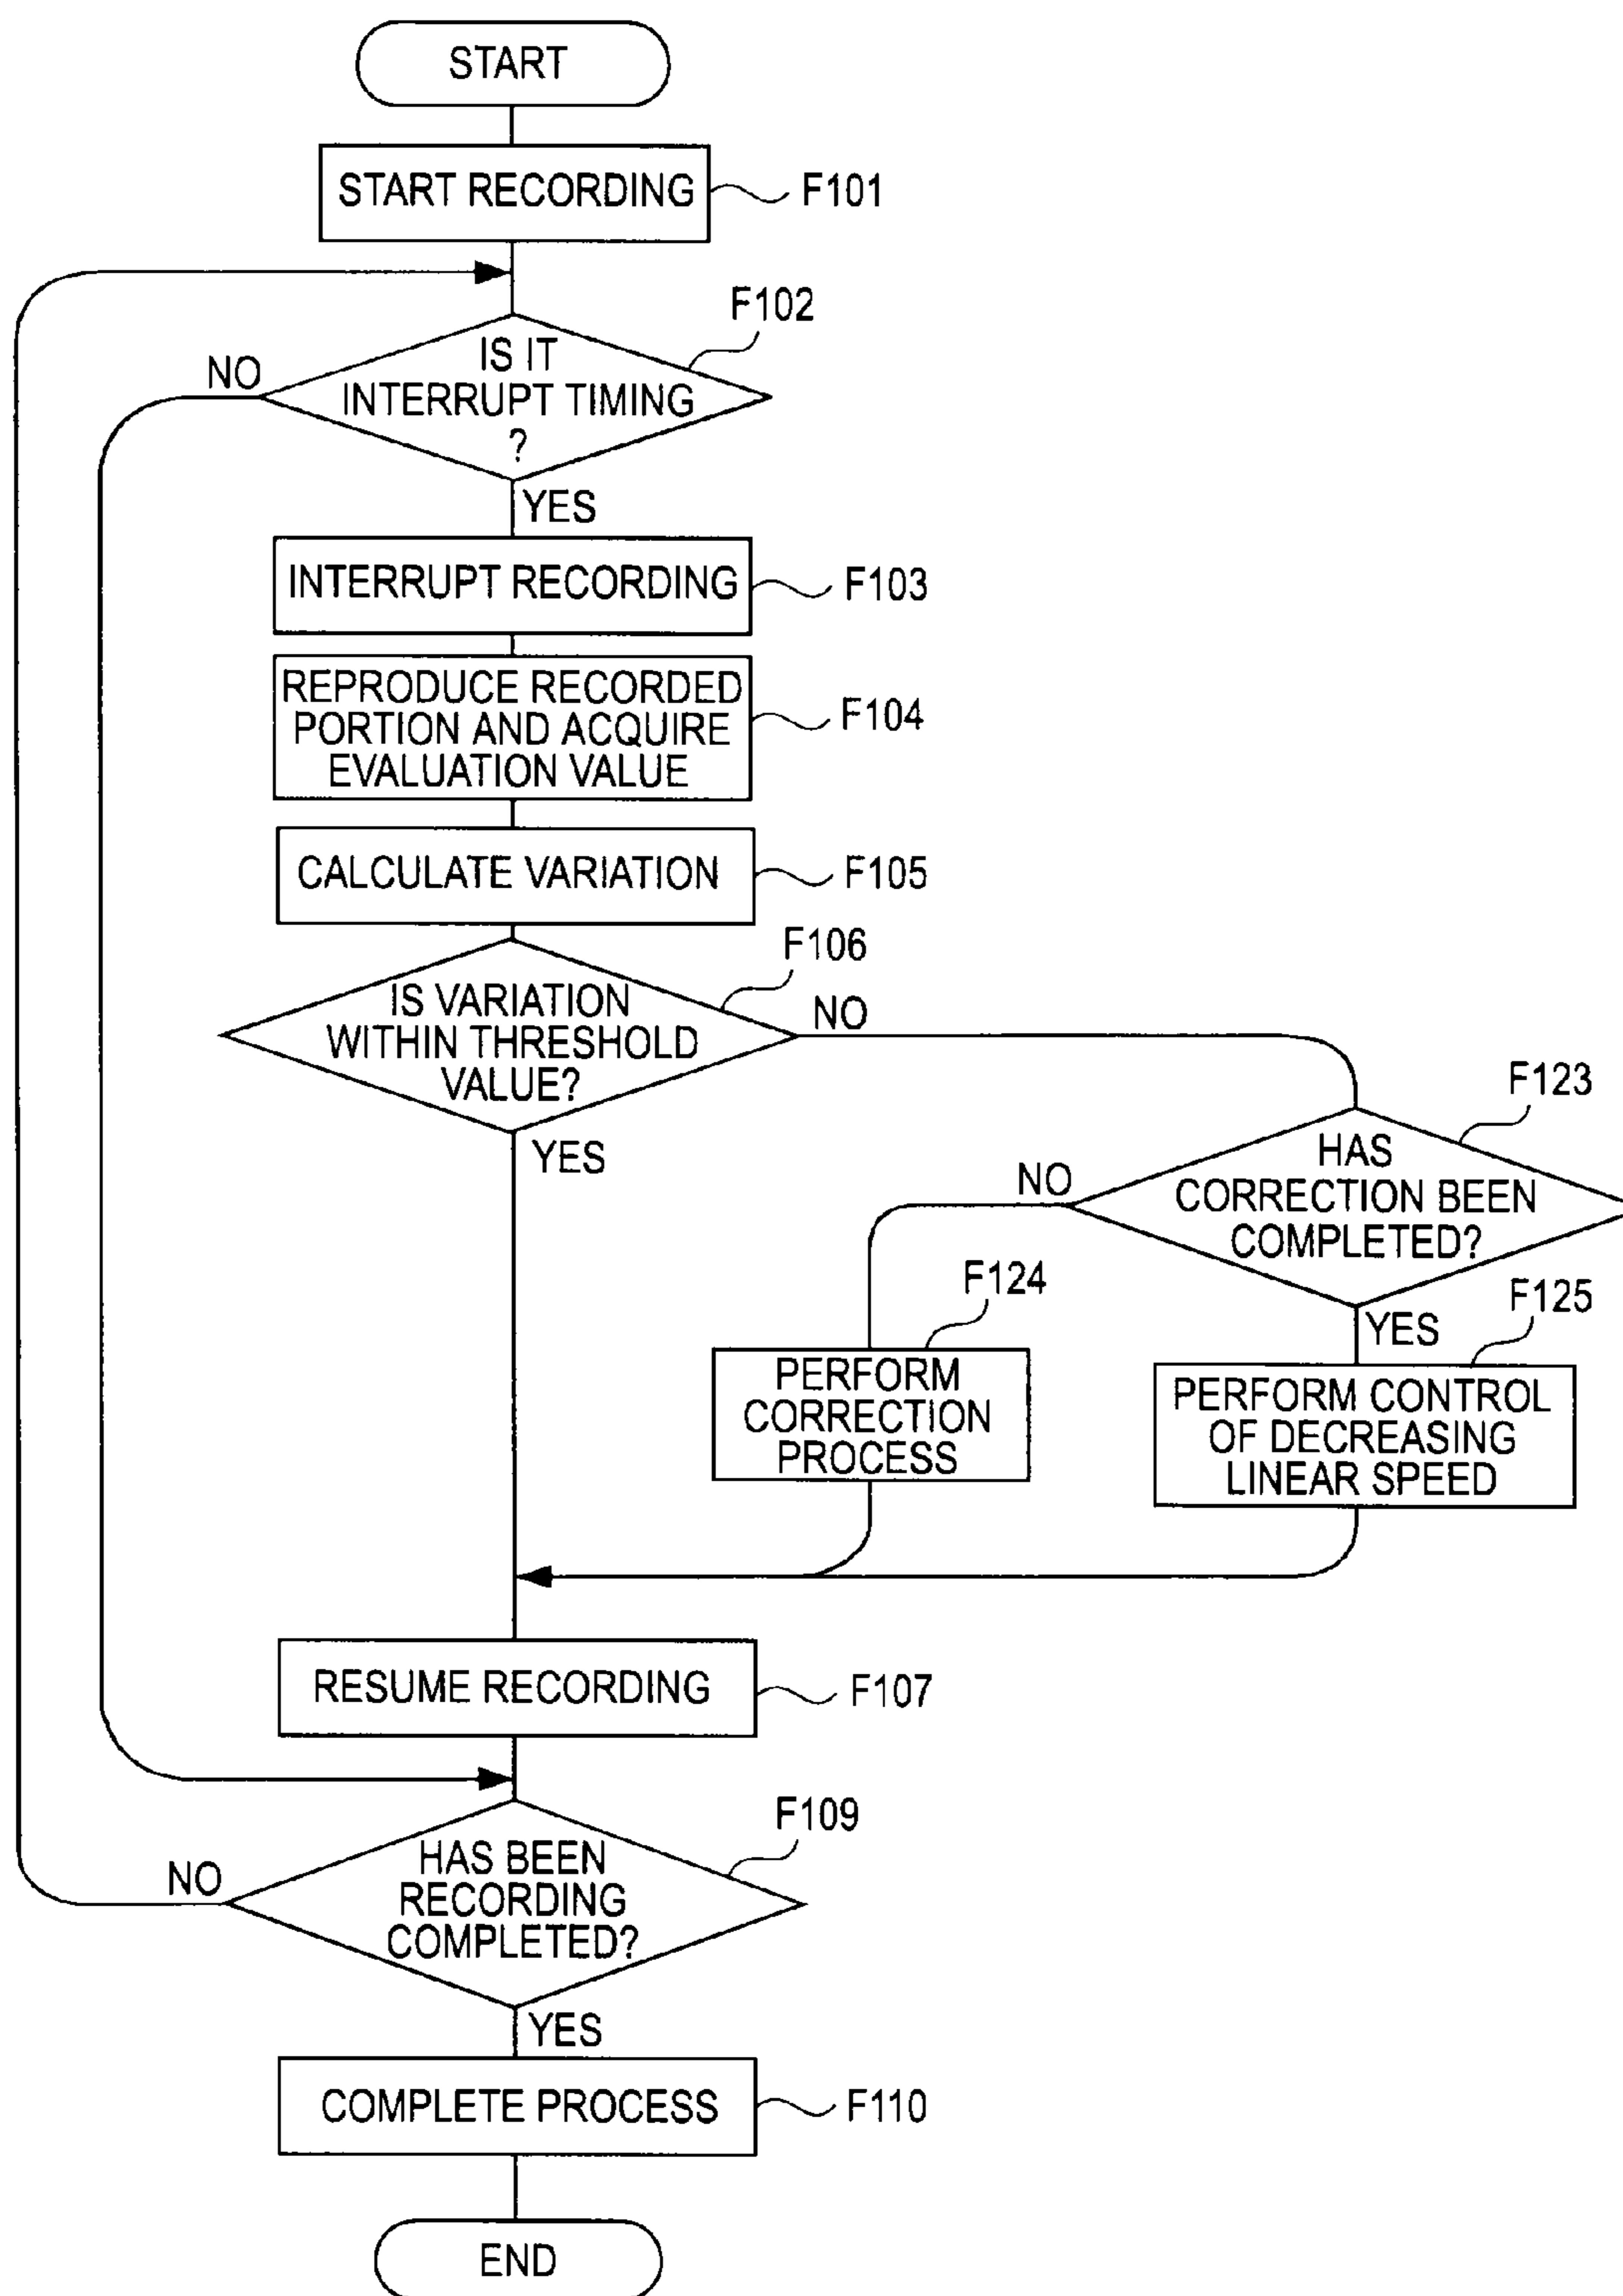 START
START RECORDING
F101
F102
IS IT
INTERRUPT TIMING
?
NO
YES
INTERRUPT RECORDING
F103
REPRODUCE RECORDED
PORTION AND ACQUIRE
EVALUATION VALUE
F104
CALCULATE VARIATION
F105
F106
IS VARIATION
WITHIN THRESHOLD
VALUE?
NO
YES
F123
HAS
CORRECTION BEEN
COMPLETED?
NO
YES
F124
PERFORM
CORRECTION
PROCESS
F125
PERFORM CONTROL
OF DECREASING
LINEAR SPEED
RESUME RECORDING
F107
F109
HAS BEEN
RECORDING
COMPLETED?
NO
YES
COMPLETE PROCESS
F110
END